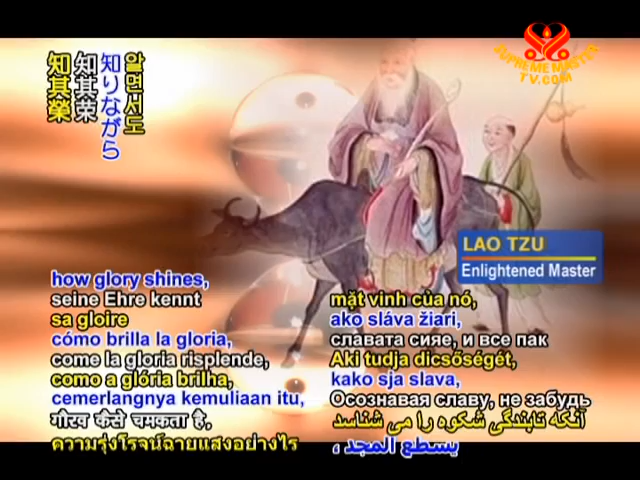 SUPREME MASTER
TV.COM
알면서도
知りながら
知其荣
知其榮
LAO TZU
Enlightened Master
how glory shines,
seine Ehre kennt
sa gloire
cómo brilla la gloria,
come la gloria risplende,
como a glória brilha,
cemerlangnya kemuliaan itu,
गौरव कैसे चमकता है,
ความรุ่งโรจน์ฉายแสงอย่างไร
mặt vinh của nó,
ako sláva žiari,
славата сияе, и все пак
Aki tudja dicsőségét,
kako sja slava,
Осознавая славу, не забудь
آنکه تابندگی شکوه را می شناسد
يسطع المجد ،